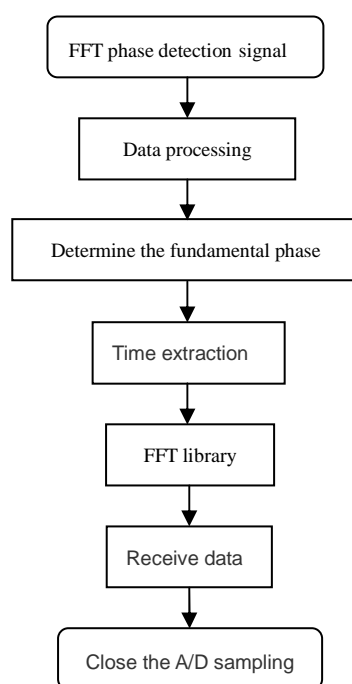 FFT phase detection signal
Data processing
Determine the fundamental phase
Time extraction
FFT library
Receive data
Close the A/D sampling